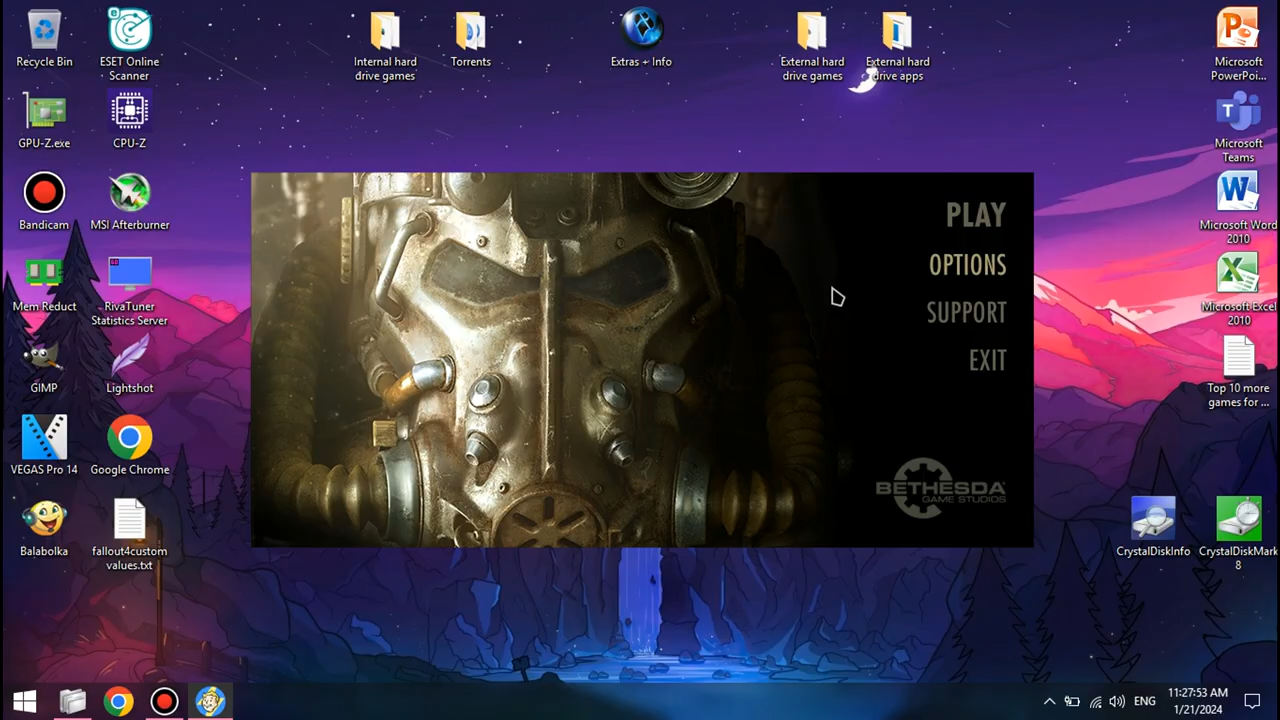 Recycle Bin
ESET Online
Scanner
Internal hard
drive games
Torrents
Extras + Info
External hard
drive games
External hard
drive apps
Microsoft
PowerPoi...
GPU-Z.exe
CPU-Z
Microsoft
Teams
Bandicam
MSI Afterburner
Microsoft Word
2010
Mem Reduct
RivaTuner
Statistics Server
Microsoft Excel
2010
GIMP
Lightshot
Top 10 more
games for ...
VEGAS Pro 14
Google Chrome
Balabolka
fallout4custom
values.txt
CrystalDiskInfo
CrystalDiskMark
8
PLAY
OPTIONS
SUPPORT
EXIT
BETHESDA
GAME STUDIOS
ENG
11:27:53 AM
1/21/2024